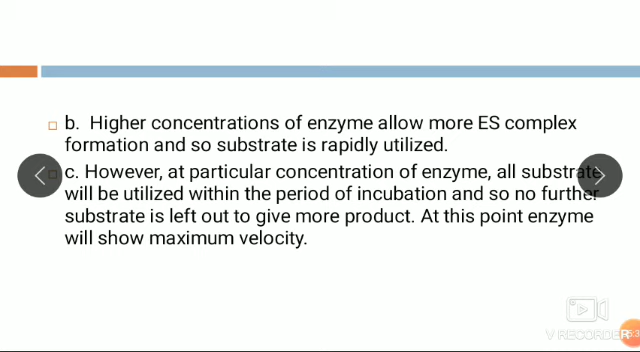 b. Higher concentrations of enzyme allow more ES complex
formation and so substrate is rapidly utilized.
c. However, at particular concentration of enzyme, all substrate
will be utilized within the period of incubation and so no further
substrate is left out to give more product. At this point enzyme
will show maximum velocity.
V RECORDER